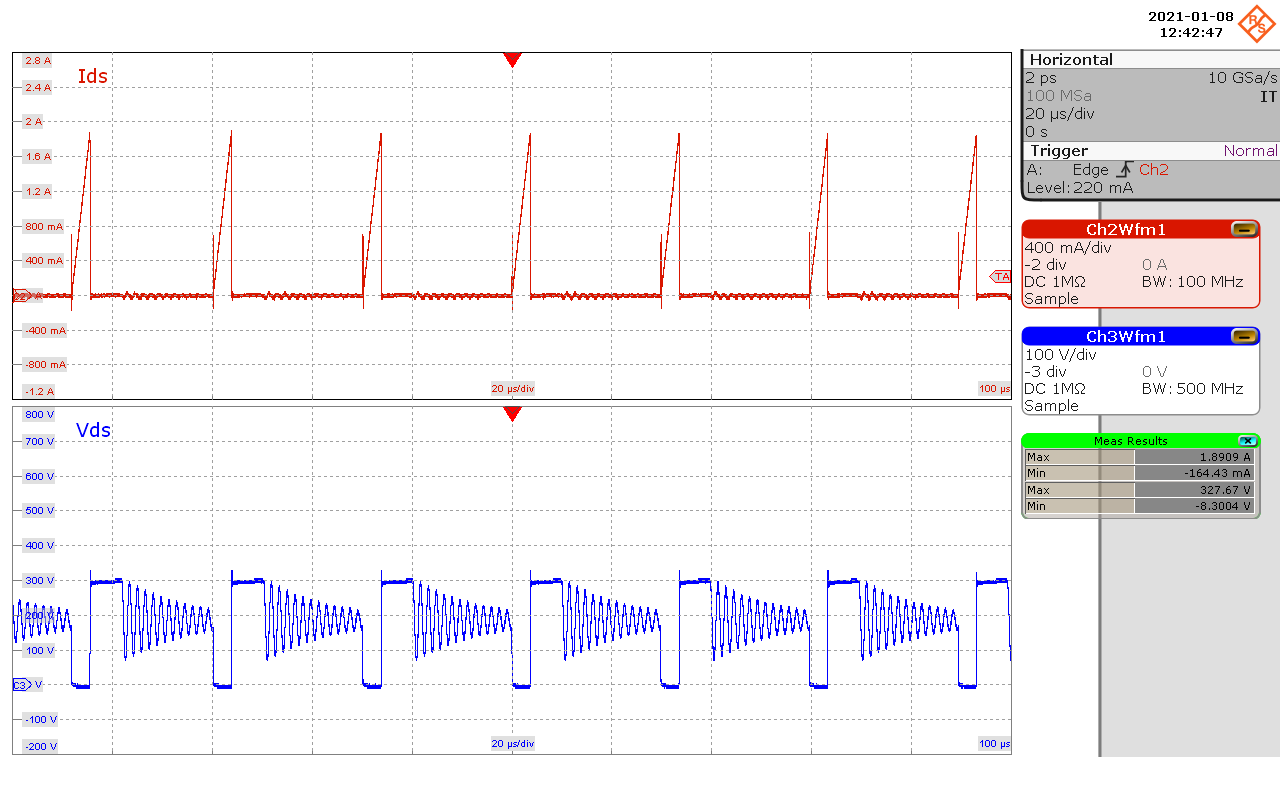 2021-01-08
12:42:47
R&S
2.8 A
Ids
2.4 A
2 A
1.6 A
1.2 A
800 mA
400 mA
TA
-400 mA
-800 mA
-1.2 A
20 µs/div
100 µs
800 V
Vds
700 V
600 V
500 V
400 V
300 V
200 V
100 V
C3 V
-100 V
-200 V
20 µs/div
100 µs
Horizontal
2 ps 10 GSa/s
100 MSa IT
20 µs/div
0 s
Trigger Normal
A: Edge Ch2
Level: 220 mA
Ch2Wfm1
400 mA/div
-2 div 0 A
DC 1MΩ BW: 100 MHz
Sample
Ch3Wfm1
100 V/div
-3 div 0 V
DC 1MΩ BW: 500 MHz
Sample
Meas Results
Max 1.8909 A
Min -164.43 mA
Max 327.67 V
Min -8.3004 V